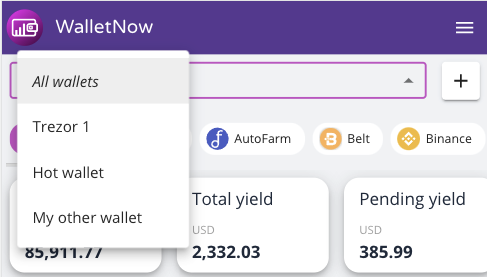 WalletNow
All wallets
Trezor 1
Hot wallet
My other wallet
AutoFarm
Belt
Binance
Total yield
Pending yield
USD
USD
85,911.77
2,332.03
385.99